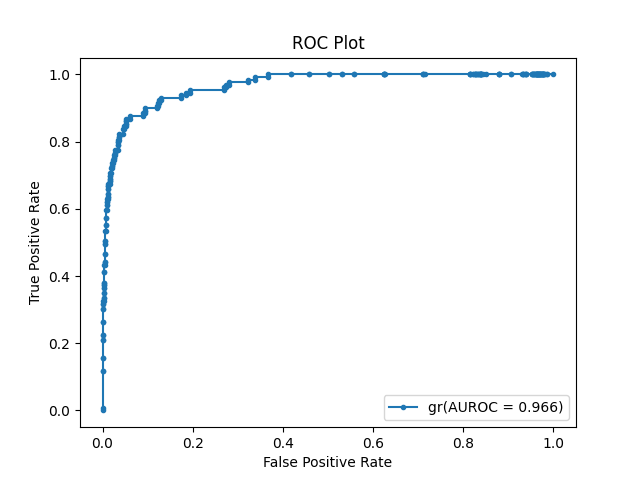 ROC Plot
True Positive Rate
1.0
0.8
0.6
0.4
0.2
0.0
0.0 0.2 0.4 0.6 0.8 1.0
False Positive Rate
gr(AUROC = 0.966)